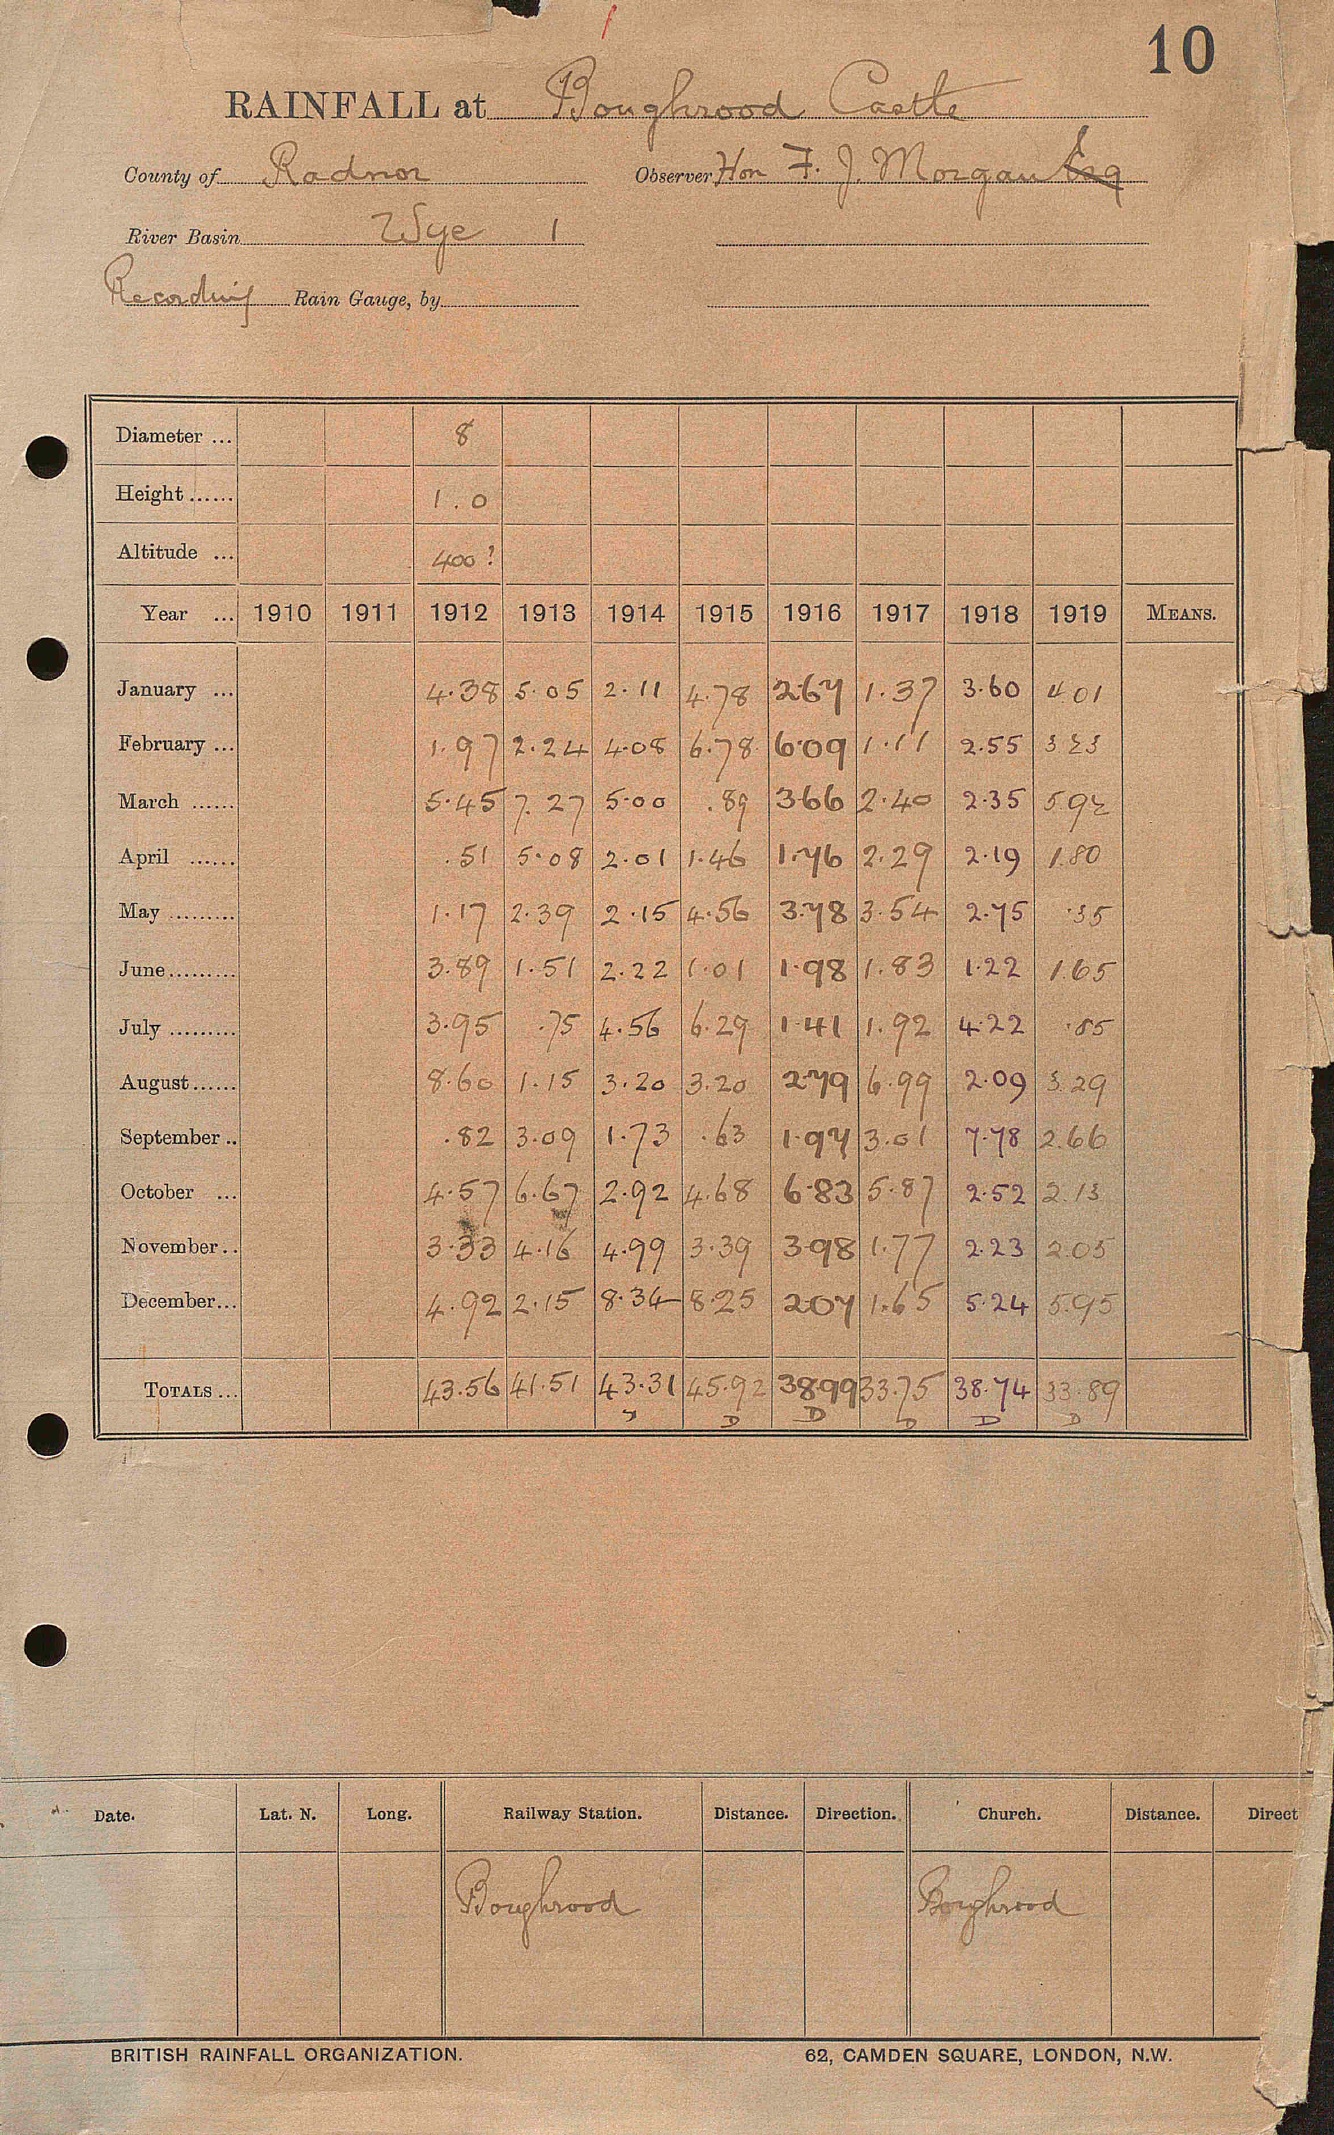 10
RAINFALL at Boughrood Castle
County of Radnor Observer Hon F. J. Morgan Esq
River Basin Wye 1
Recording Rain Gauge, by
Diameter ... 8
Height ...... 1.0
Altitude ... 400?
Year ... 1910 1911 1912 1913 1914 1915 1916 1917 1918 1919 MEANS.
January ... 4.38 5.05 2.11 4.78 2.67 1.37 3.60 4.01
February ... 1.97 2.24 4.08 6.78 6.09 1.11 2.55 3.23
March ...... 5.45 7.27 5.00 .89 3.66 2.40 2.35 5.92
April ...... .51 5.08 2.01 1.46 1.76 2.29 2.19 1.80
May ......... 1.17 2.39 2.15 4.56 3.78 3.54 2.75 .35
June......... 3.89 1.51 2.22 1.01 1.98 1.83 1.22 1.65
July ......... 3.95 .75 4.56 6.29 1.41 1.92 4.22 .85
August...... 8.60 1.15 3.20 3.20 2.79 6.99 2.09 3.29
September .. .82 3.09 1.73 .63 1.97 3.01 7.78 2.66
October ... 4.57 6.67 2.92 4.68 6.83 5.87 2.52 2.13
November.. 3.33 4.16 4.99 3.39 3.98 1.77 2.23 2.05
December... 4.92 2.15 8.34 8.25 2.07 1.65 5.24 5.95
TOTALS ... 43.56 41.51 43.31 45.92 38.99 33.75 38.74 33.89
D D D D D
Date. Lat. N. Long. Railway Station. Distance. Direction. Church. Distance. Direct
Boughrood Boughrood
BRITISH RAINFALL ORGANIZATION. 62, CAMDEN SQUARE, LONDON, N.W.